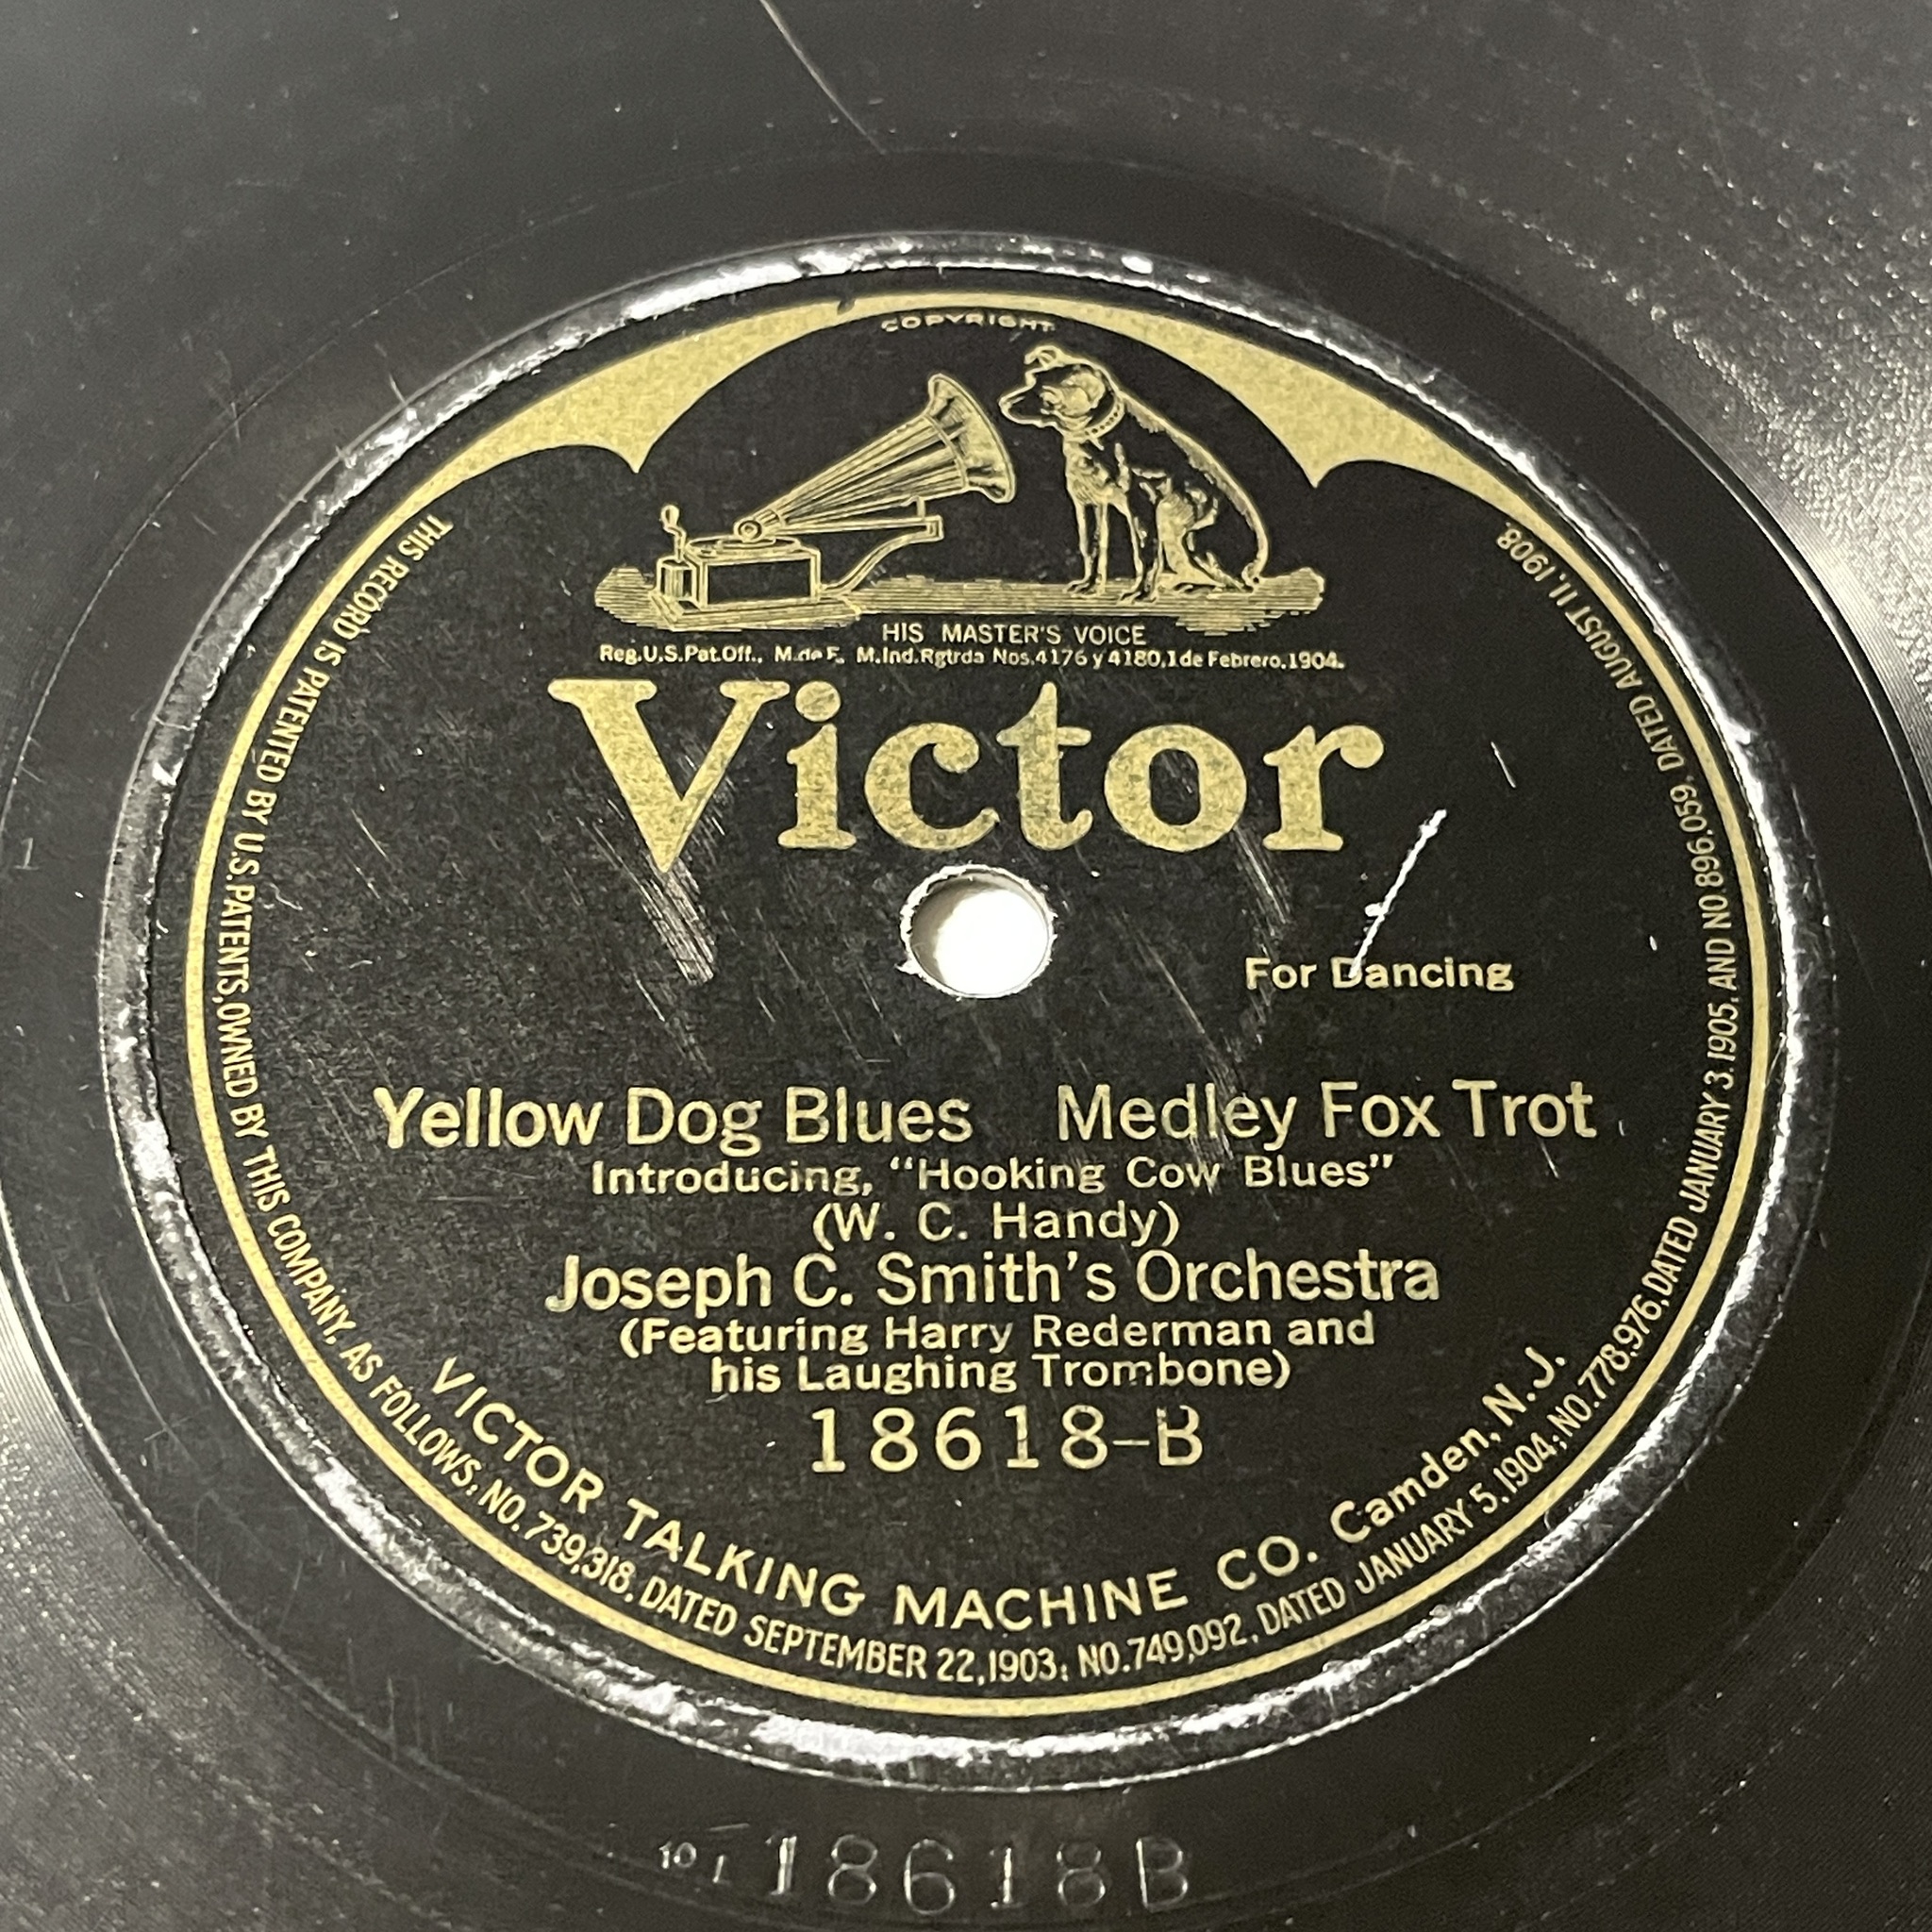 COPYRIGHT
HIS MASTER'S VOICE
Reg.U.S.Pat.Off., M.de F. M.Ind.Rgtrda Nos.4176 y 4180,1 de Febrero,1904.
Victor
For Dancing
Yellow Dog Blues Medley Fox Trot
Introducing, “Hooking Cow Blues”
(W. C. Handy)
Joseph C. Smith's Orchestra
(Featuring Harry Rederman and
his Laughing Trombone)
18618-B
VICTOR TALKING MACHINE CO. Camden, N.J.
THIS RECORD IS PATENTED BY U.S. PATENTS, OWNED BY THIS COMPANY, AS FOLLOWS; NO. 739,318, DATED SEPTEMBER 22, 1903; NO. 749,092, DATED JANUARY 5, 1904; NO. 778,976, DATED JANUARY 3, 1905, AND NO 896,059, DATED AUGUST 11, 1908.
18618B